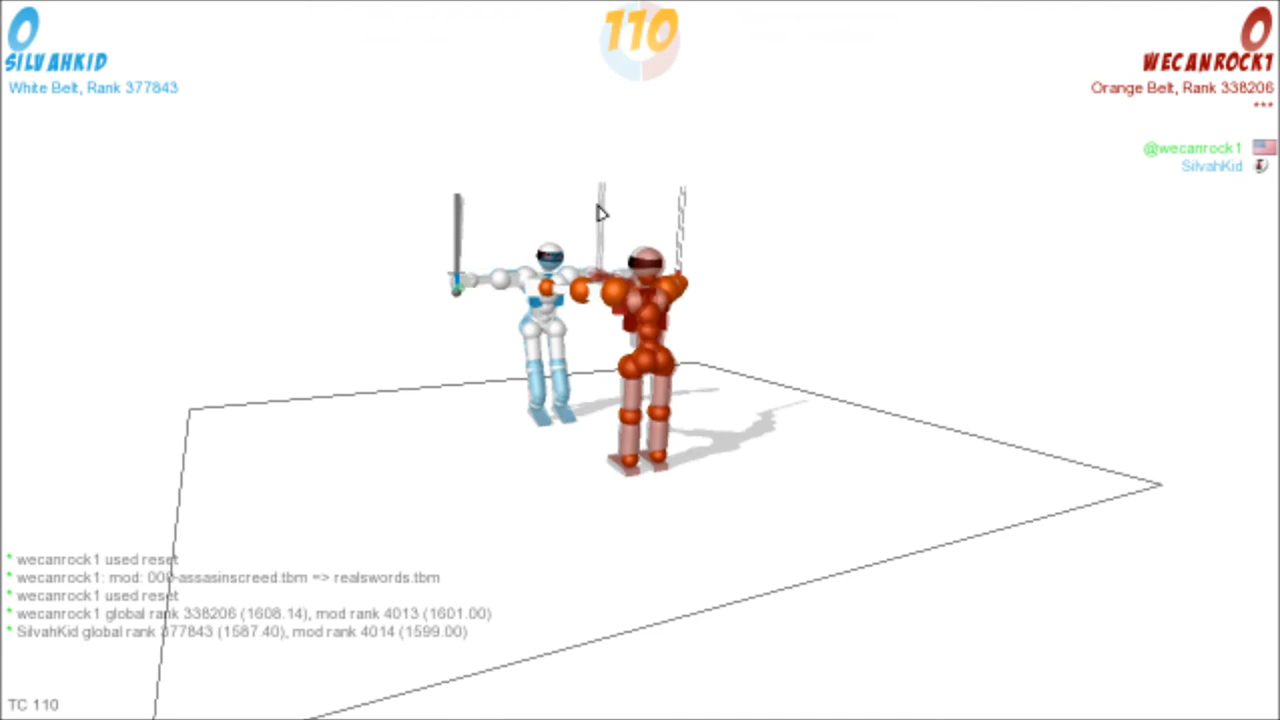 0
SILVAHKID
White Belt, Rank 377843
110
0
WECANROCK1
Orange Belt, Rank 338206
***
@wecanrock1
SilvahKid
* wecanrock1 used reset
* wecanrock1: mod: 000-assasinscreed.tbm => realswords.tbm
* wecanrock1 used reset
* wecanrock1 global rank 338206 (1608.14), mod rank 4013 (1601.00)
* SilvahKid global rank 377843 (1587.40), mod rank 4014 (1599.00)
TC 110